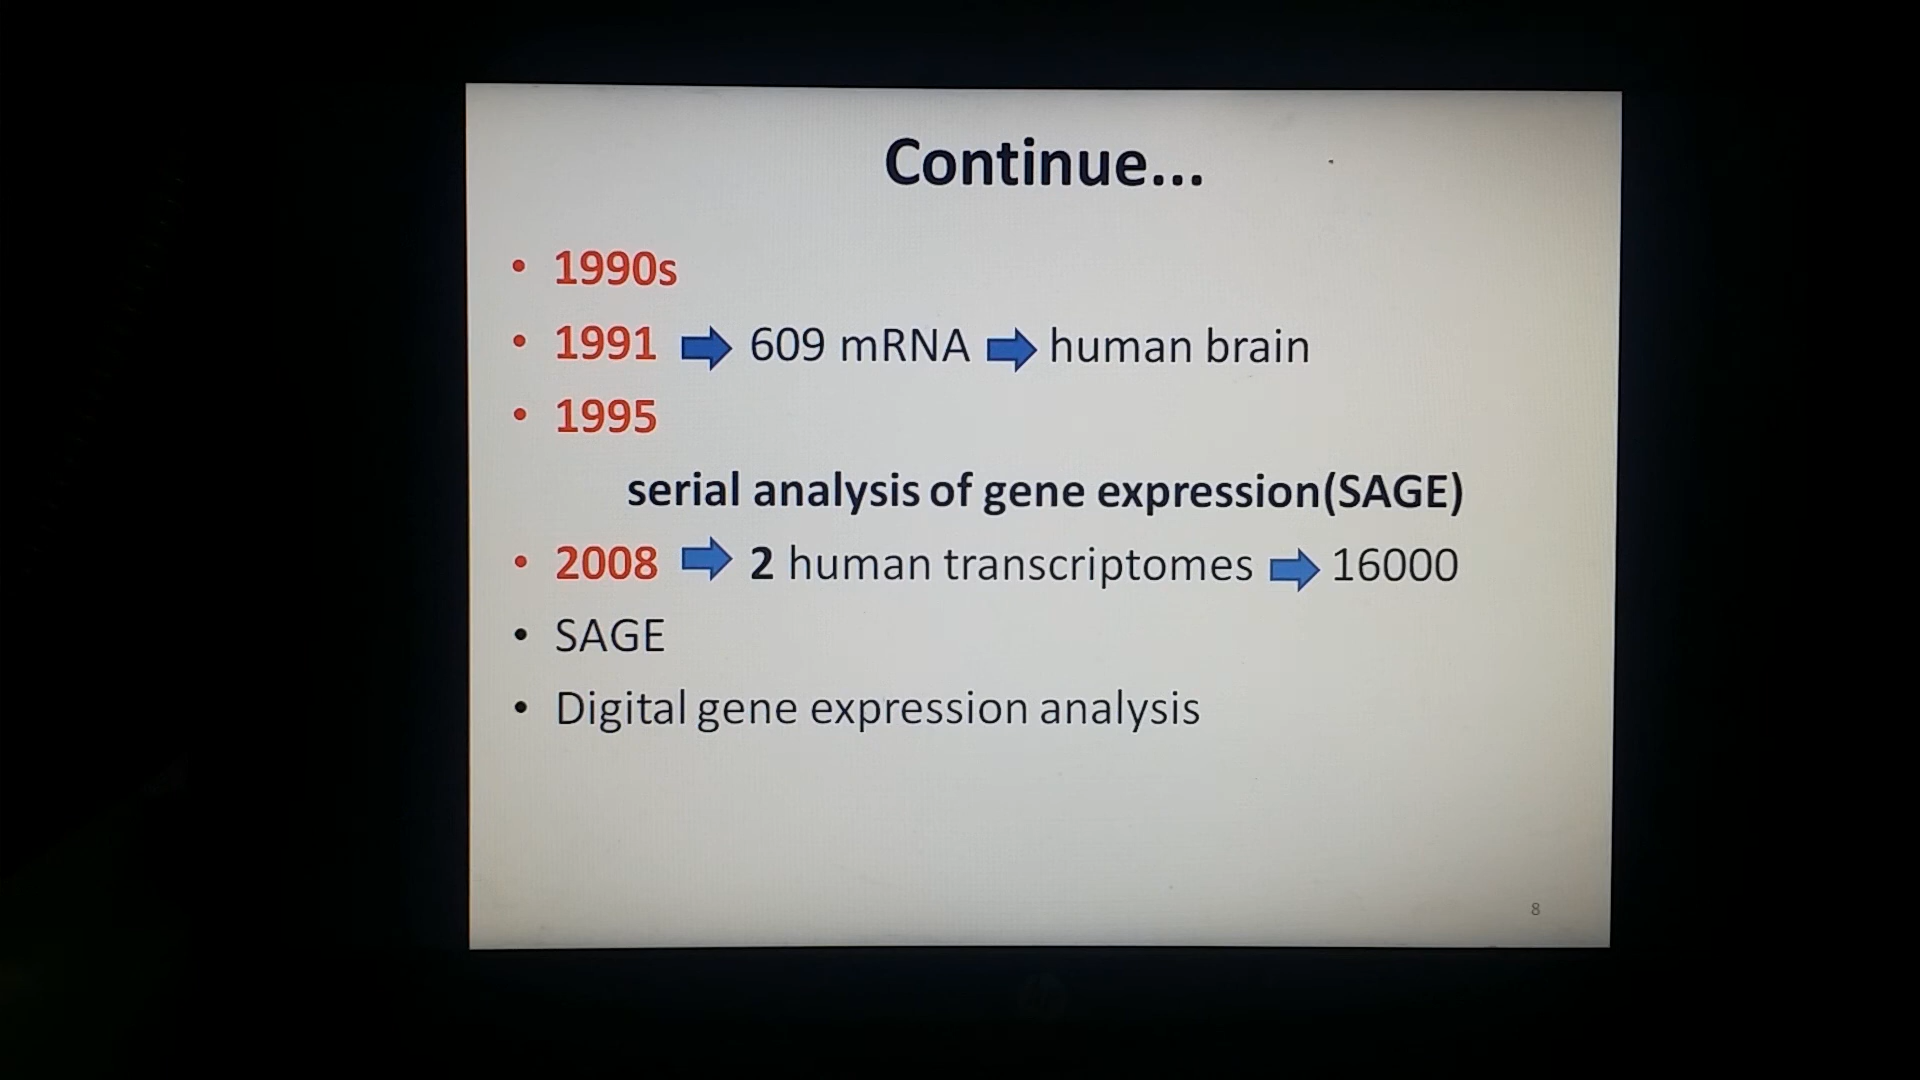 Continue...
• 1990s
• 1991 ➡ 609 mRNA ➡ human brain
• 1995
serial analysis of gene expression(SAGE)
• 2008 ➡ 2 human transcriptomes ➡ 16000
• SAGE
• Digital gene expression analysis
8